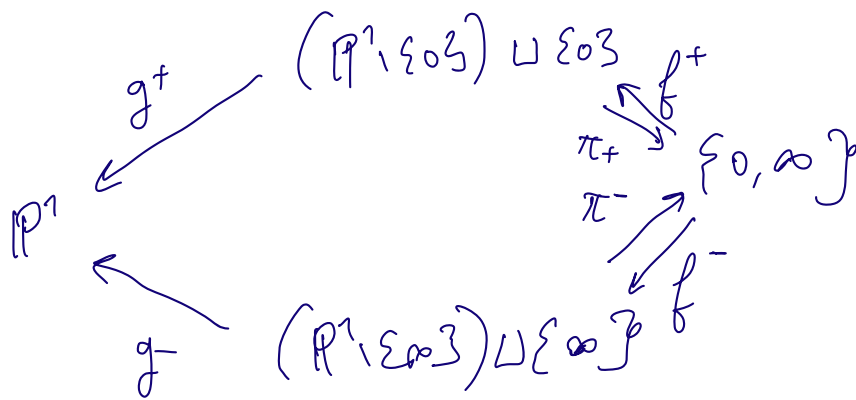 (ℙ¹∖{0}) ⊔ {0}
g⁺
f⁺
π₊
{0, ∞}
π⁻
ℙ¹
f⁻
g₋
(ℙ¹∖{∞}) ⊔ {∞}